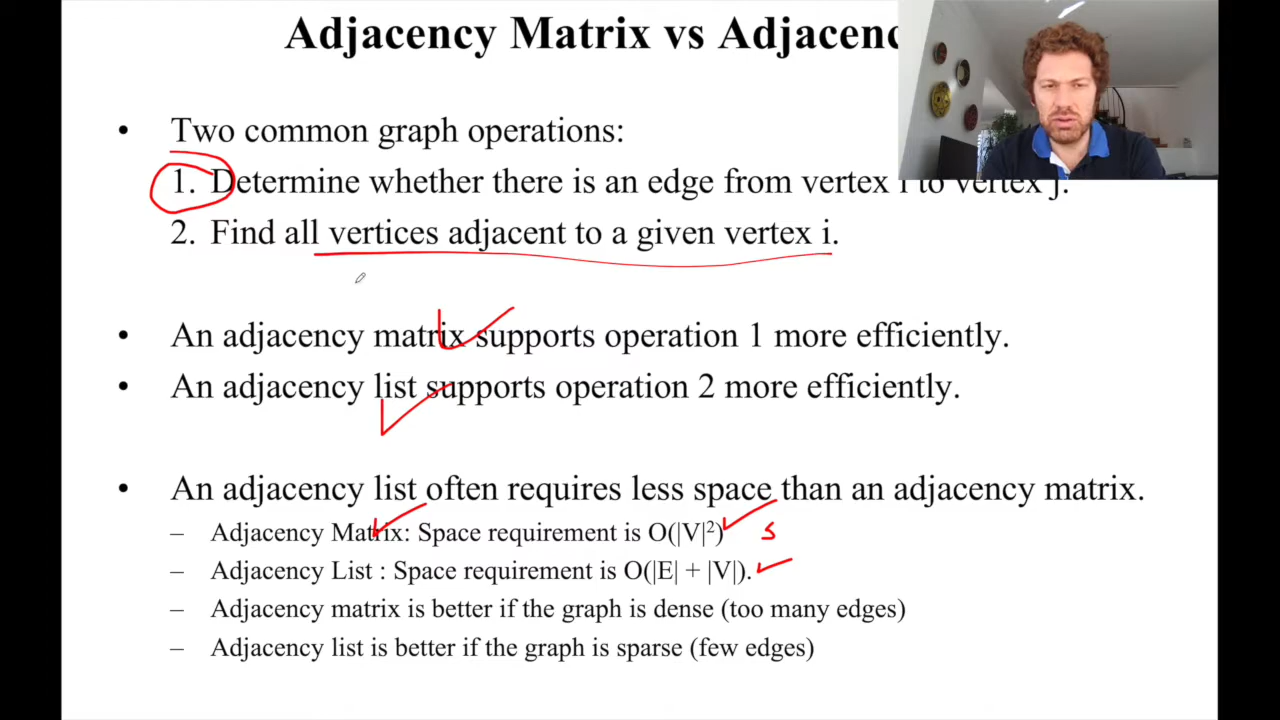 Adjacency Matrix vs
• Two common graph operations:
1. Determine whether there is an edge from vertex i to vertex j.
2. Find all vertices adjacent to a given vertex i.
• An adjacency matrix supports operation 1 more efficiently.
• An adjacency list supports operation 2 more efficiently.
• An adjacency list often requires less space than an adjacency matrix.
– Adjacency Matrix: Space requirement is O(|V|²)
– Adjacency List : Space requirement is O(|E| + |V|).
– Adjacency matrix is better if the graph is dense (too many edges)
– Adjacency list is better if the graph is sparse (few edges)